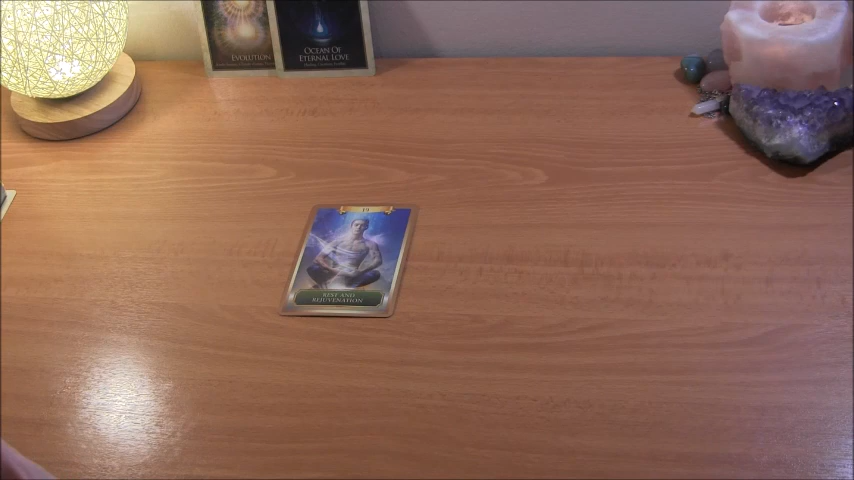 EVOLUTION
OCEAN OF
ETERNAL LOVE
19
REST AND
REJUVENATION